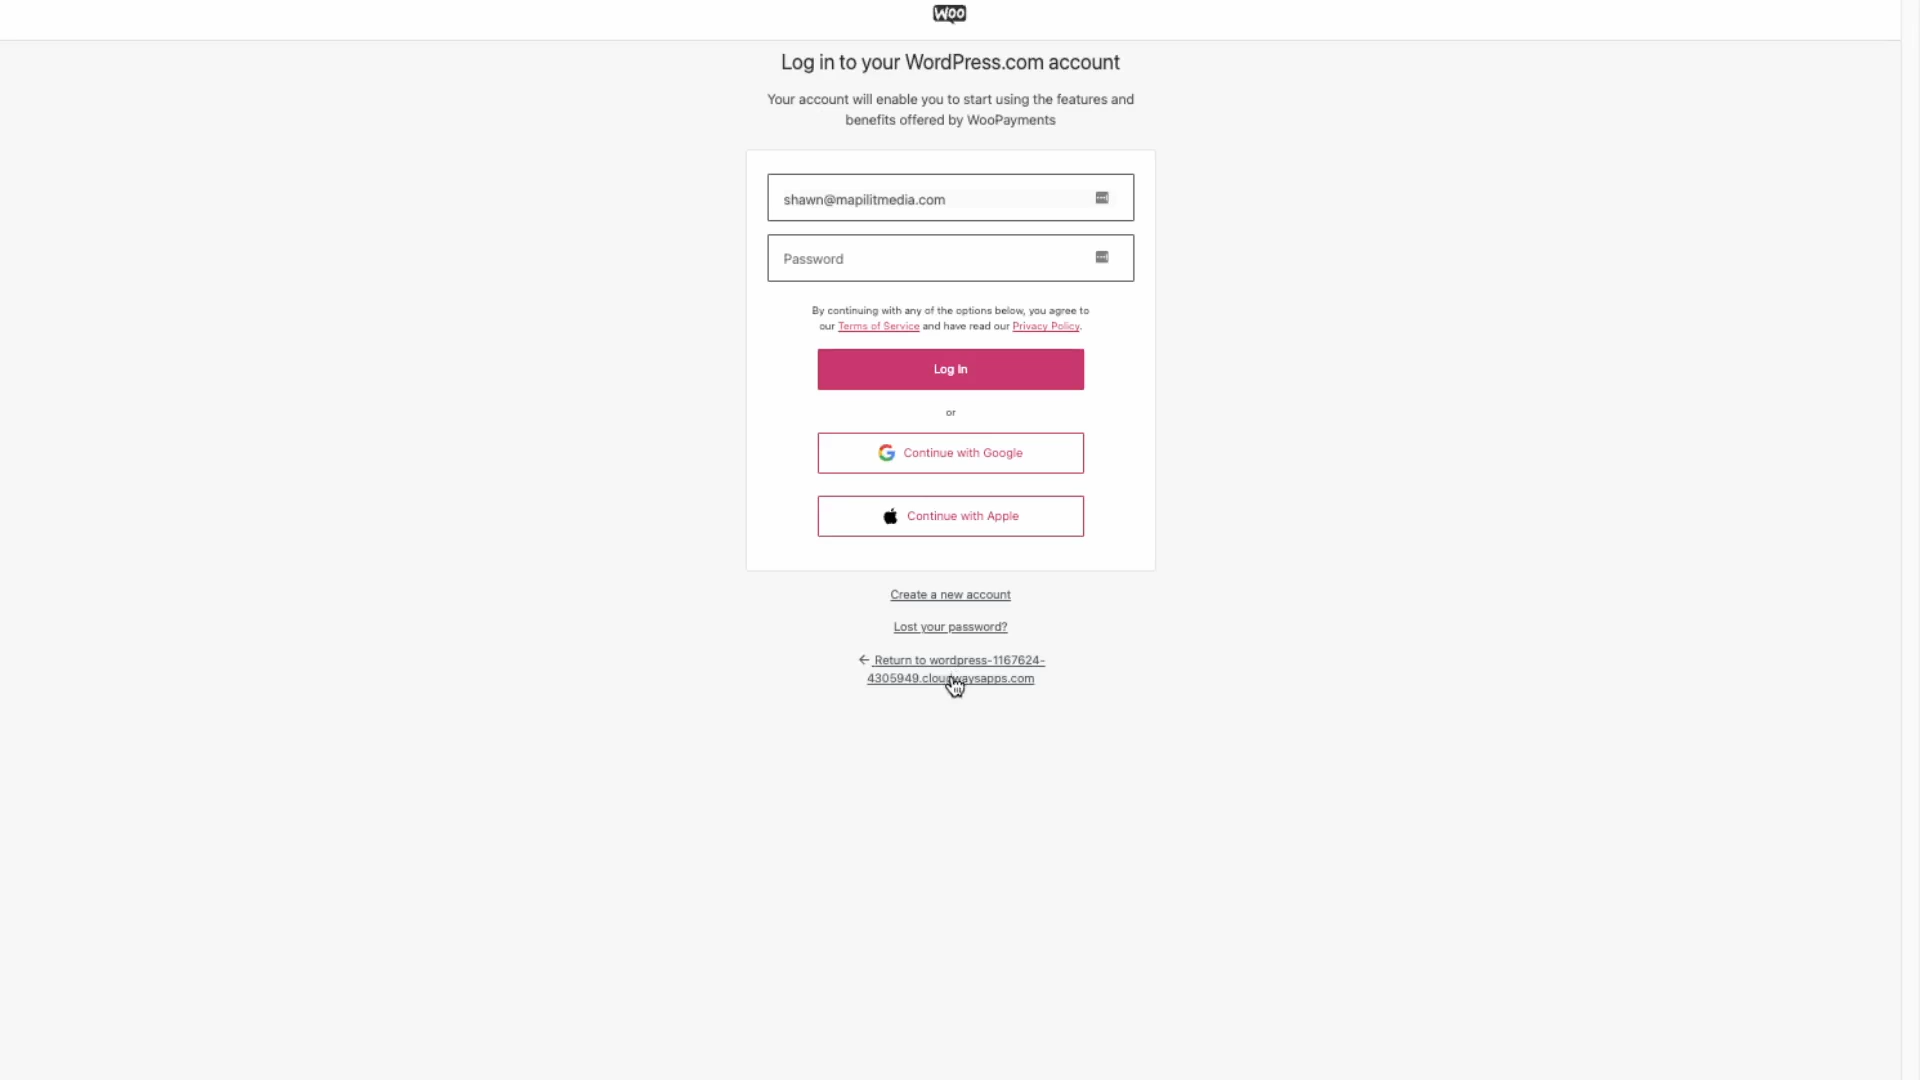 Woo
Log in to your WordPress.com account
Your account will enable you to start using the features and
benefits offered by WooPayments
shawn@mapilitmedia.com
Password
By continuing with any of the options below, you agree to
our Terms of Service and have read our Privacy Policy.
Log In
or
Continue with Google
Continue with Apple
Create a new account
Lost your password?
← Return to wordpress-1167624-
4305949.cloudwaysapps.com